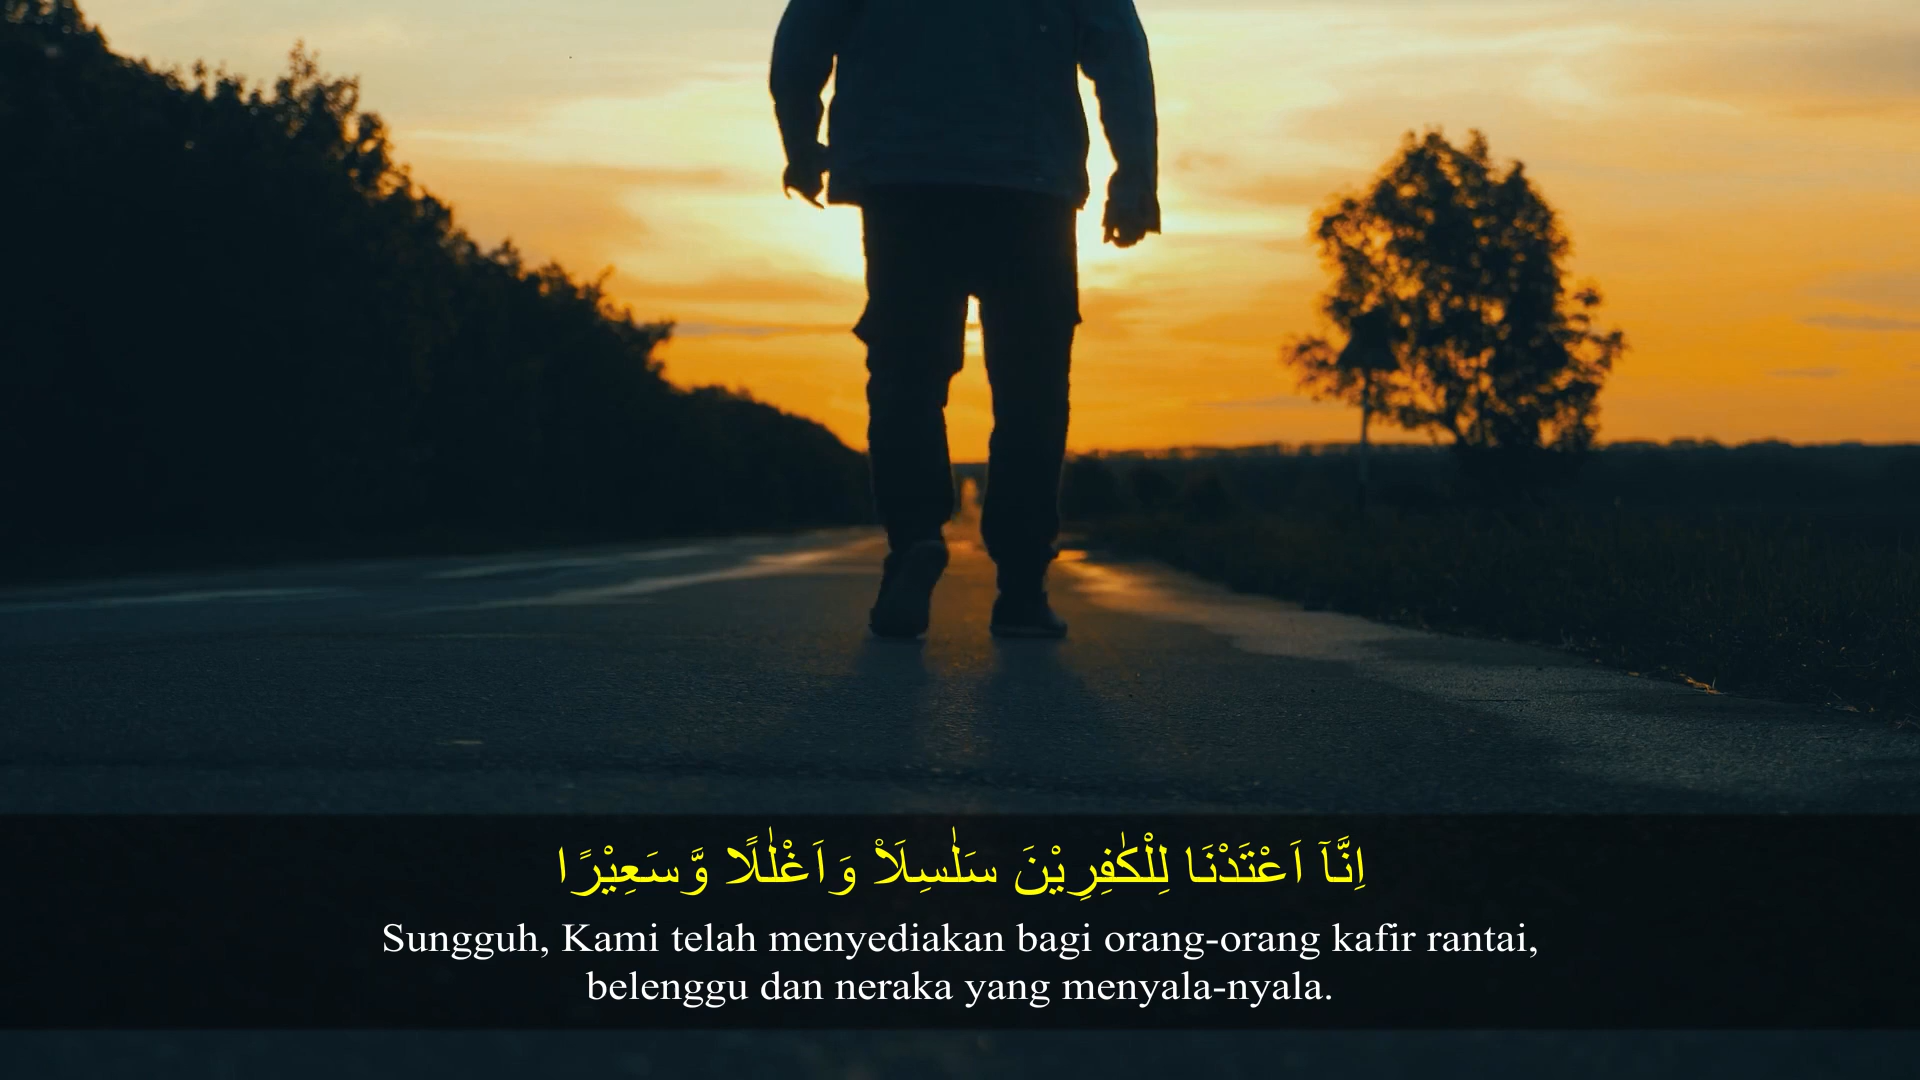 اِنَّآ اَعْتَدْنَا لِلْكٰفِرِيْنَ سَلٰسِلَا۟ وَاَغْلٰلًا وَّسَعِيْرًا
Sungguh, Kami telah menyediakan bagi orang-orang kafir rantai,
belenggu dan neraka yang menyala-nyala.